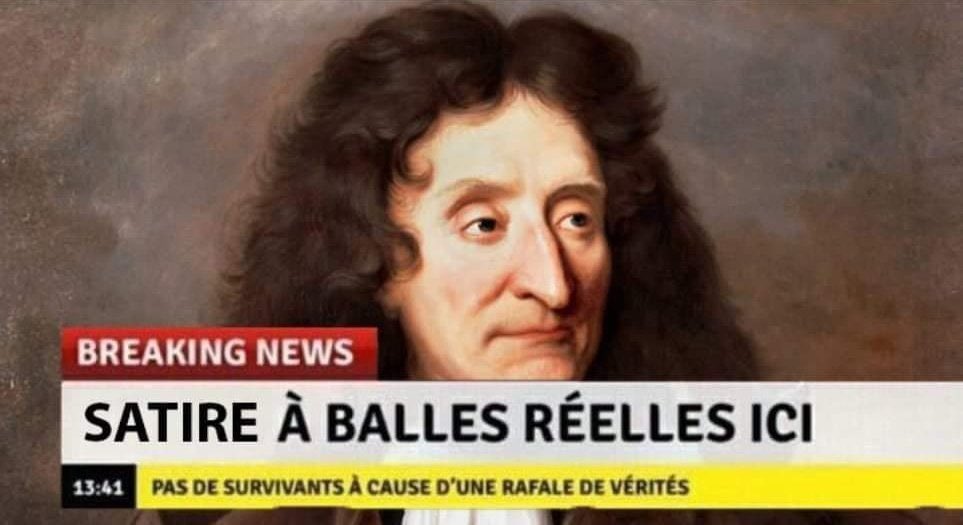 BREAKING NEWS
SATIRE À BALLES RÉELLES ICI
13:41 PAS DE SURVIVANTS À CAUSE D'UNE RAFALE DE VÉRITÉS